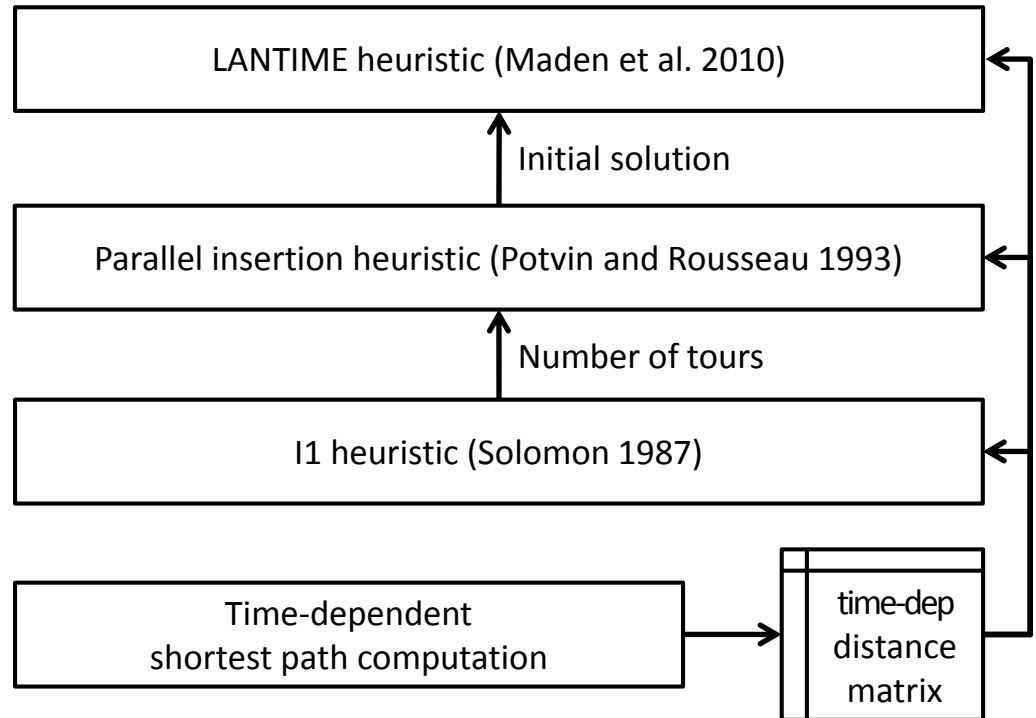 LANTIME heuristic (Maden et al. 2010)
Initial solution
Parallel insertion heuristic (Potvin and Rousseau 1993)
Number of tours
I1 heuristic (Solomon 1987)
Time-dependent
shortest path computation
time-dep
distance
matrix